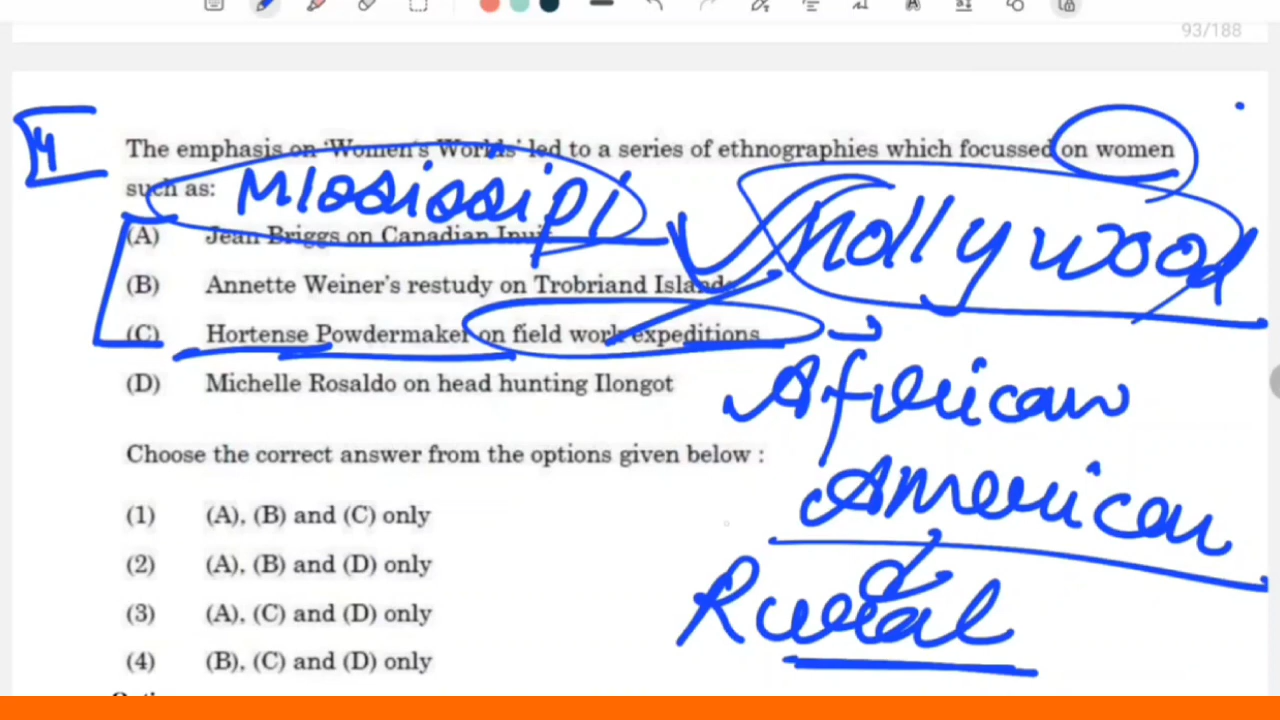 93/188
The emphasis on 'Women's Worlds' led to a series of ethnographies which focussed on women
such as:
Mississipi
Hollywood
(A) Jean Briggs on Canadian Inuit
(B) Annette Weiner's restudy on Trobriand Islands
(C) Hortense Powdermaker on field work expeditions
African
(D) Michelle Rosaldo on head hunting Ilongot
Choose the correct answer from the options given below :
American
(1) (A), (B) and (C) only
(2) (A), (B) and (D) only
Rural
(3) (A), (C) and (D) only
(4) (B), (C) and (D) only